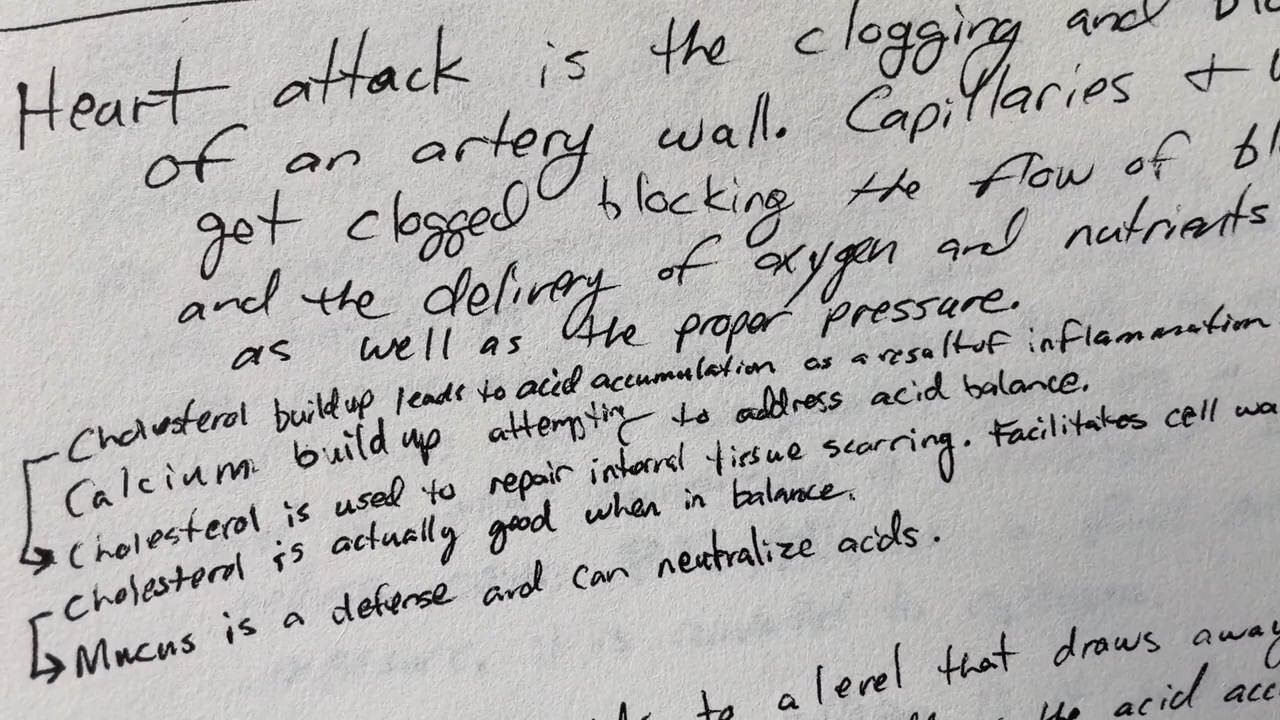 Heart attack is the clogging and
of an artery wall. Capillaries +
get clogged blocking the flow of
and the delivery of oxygen and nutrients
as well as the proper pressure.
Cholesterol buildup leads to acid accumulation as a result of inflammation
Calcium build up attempting to address acid balance.
Cholesterol is used to repair internal tissue scarring. Facilitates cell
Cholesterol is actually good when in balance.
Mucus is a defense and can neutralize acids.
to a level that draws away
the acid